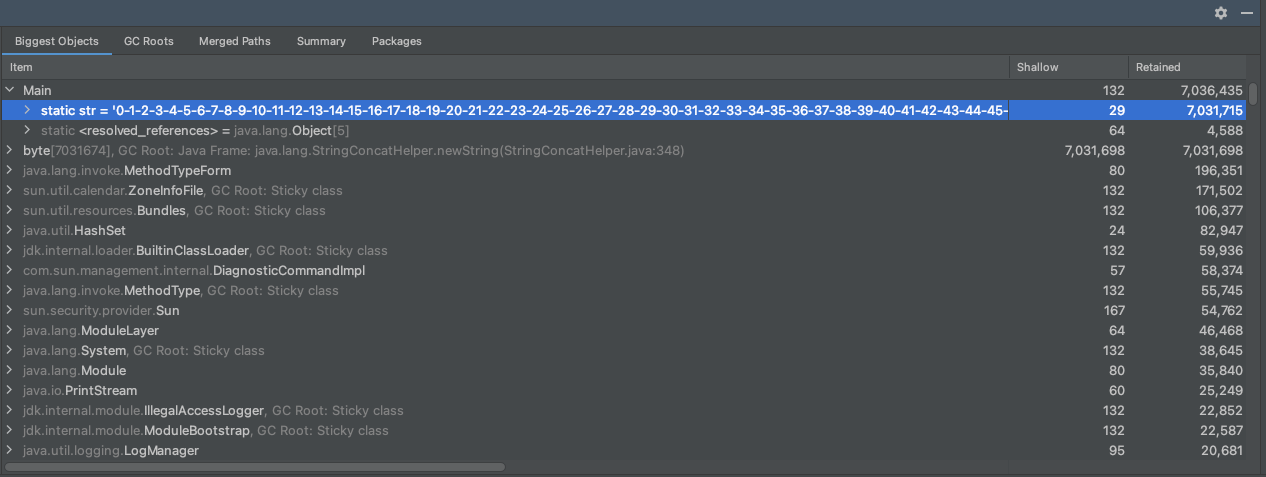 Biggest Objects GC Roots Merged Paths Summary Packages
Item Shallow Retained
Main 132 7,036,435
static str = '0-1-2-3-4-5-6-7-8-9-10-11-12-13-14-15-16-17-18-19-20-21-22-23-24-25-26-27-28-29-30-31-32-33-34-35-36-37-38-39-40-41-42-43-44-45- 29 7,031,715
static <resolved_references> = java.lang.Object[5] 64 4,588
byte[7031674], GC Root: Java Frame: java.lang.StringConcatHelper.newString(StringConcatHelper.java:348) 7,031,698 7,031,698
java.lang.invoke.MethodTypeForm 80 196,351
sun.util.calendar.ZoneInfoFile, GC Root: Sticky class 132 171,502
sun.util.resources.Bundles, GC Root: Sticky class 132 106,377
java.util.HashSet 24 82,947
jdk.internal.loader.BuiltinClassLoader, GC Root: Sticky class 132 59,936
com.sun.management.internal.DiagnosticCommandImpl 57 58,374
java.lang.invoke.MethodType, GC Root: Sticky class 132 55,745
sun.security.provider.Sun 167 54,762
java.lang.ModuleLayer 64 46,468
java.lang.System, GC Root: Sticky class 132 38,645
java.lang.Module 80 35,840
java.io.PrintStream 60 25,249
jdk.internal.module.IllegalAccessLogger, GC Root: Sticky class 132 22,852
jdk.internal.module.ModuleBootstrap, GC Root: Sticky class 132 22,587
java.util.logging.LogManager 95 20,681